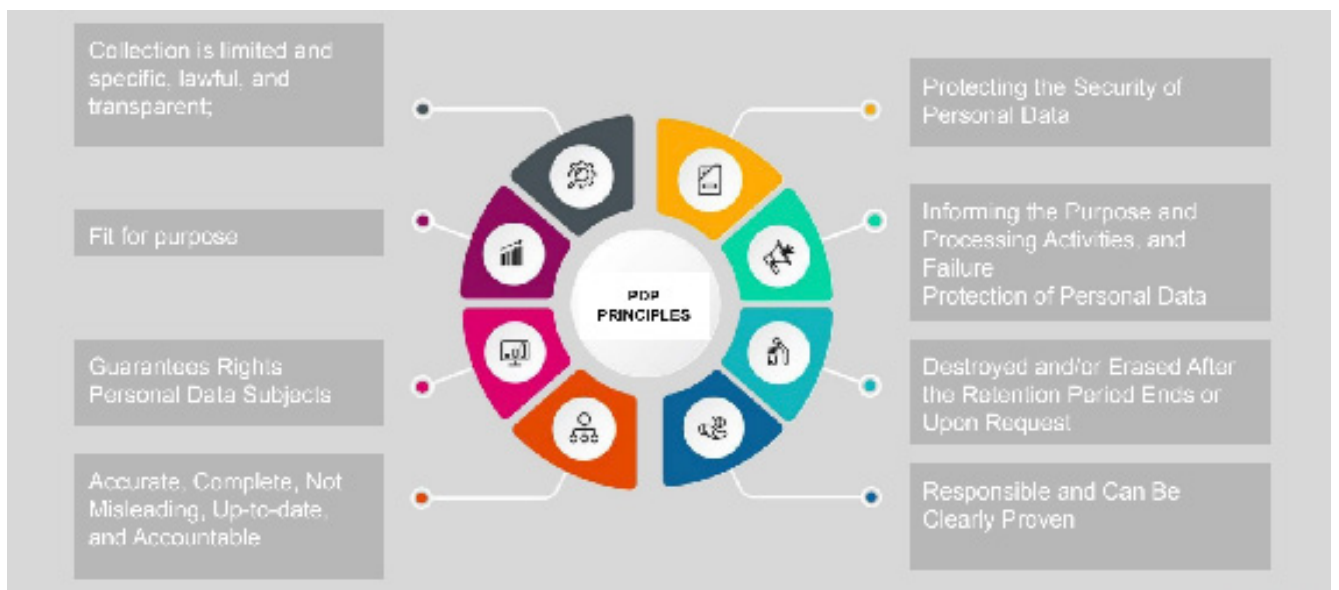 Collection is limited and
specific, lawful, and
transparent;
Fit for purpose
Guarantees Rights
Personal Data Subjects
Accurate, Complete, Not
Misleading, Up-to-date,
and Accountable
PDP
PRINCIPLES
Protecting the Security of
Personal Data
Informing the Purpose and
Processing Activities, and
Failure
Protection of Personal Data
Destroyed and/or Erased After
the Retention Period Ends or
Upon Request
Responsible and Can Be
Clearly Proven